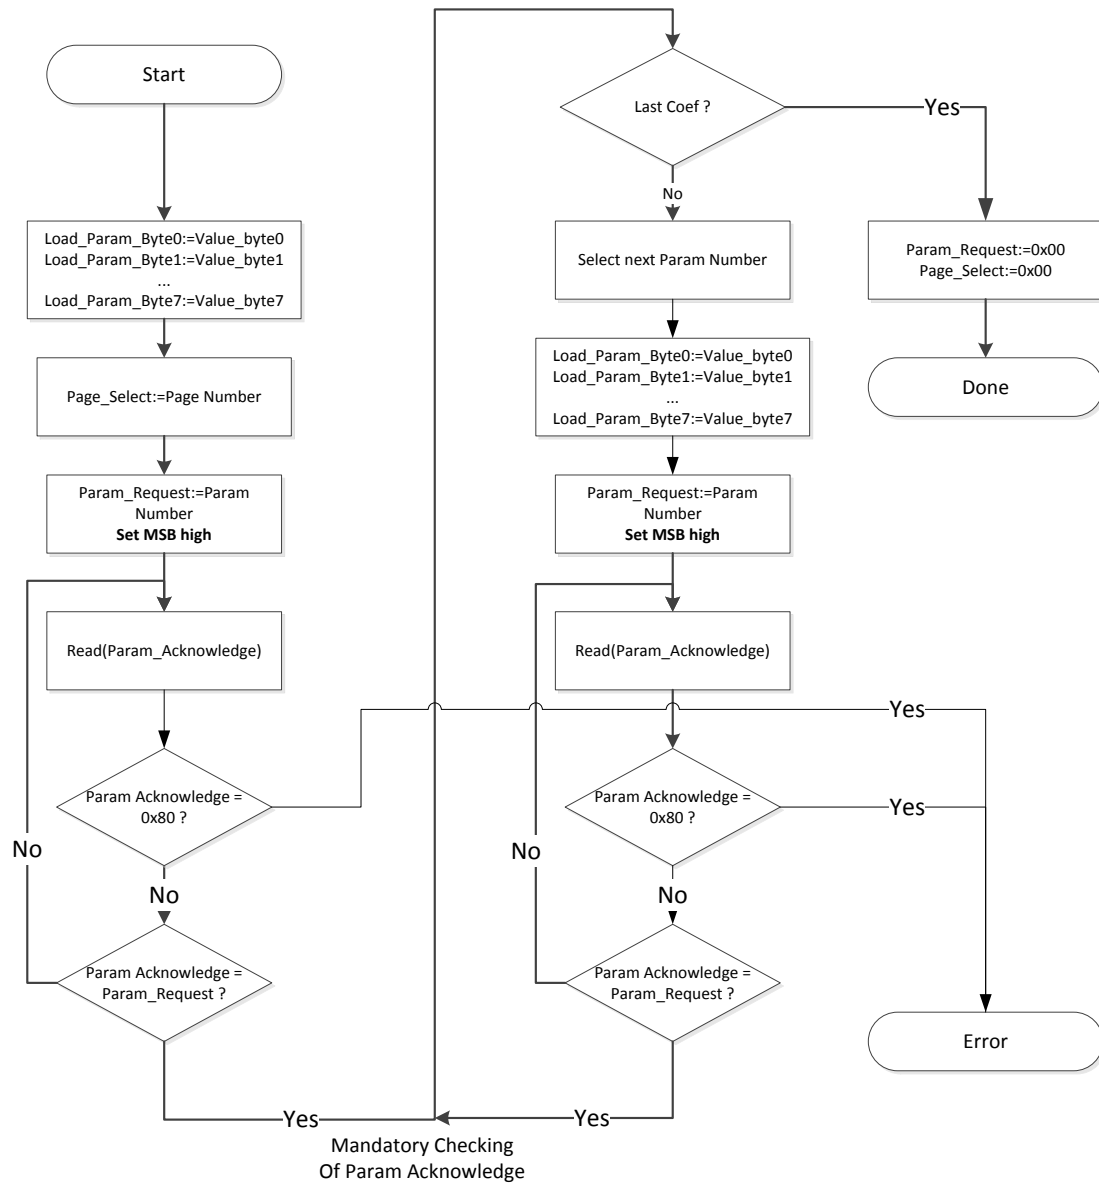 Start
Load_Param_Byte0:=Value_byte0
Load_Param_Byte1:=Value_byte1
...
Load_Param_Byte7:=Value_byte7
Page_Select:=Page Number
Param_Request:=Param
Number
Set MSB high
Read(Param_Acknowledge)
Param Acknowledge =
0x80 ?
No
No
Param Acknowledge =
Param_Request ?
Yes
Last Coef ?
Yes
No
Select next Param Number
Load_Param_Byte0:=Value_byte0
Load_Param_Byte1:=Value_byte1
...
Load_Param_Byte7:=Value_byte7
Param_Request:=Param
Number
Set MSB high
Read(Param_Acknowledge)
Yes
Param Acknowledge =
0x80 ?
Yes
No
No
Param Acknowledge =
Param_Request ?
Yes
Param_Request:=0x00
Page_Select:=0x00
Done
Error
Mandatory Checking
Of Param Acknowledge